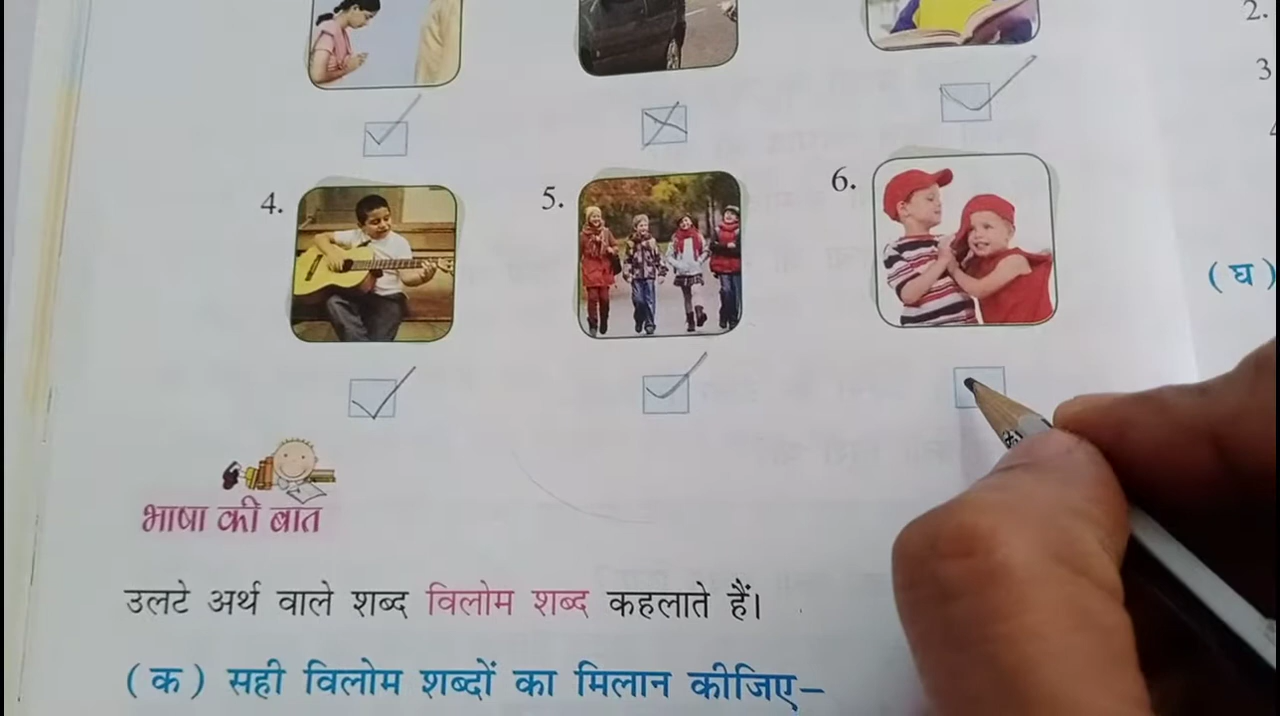 2.
3
4. 5. 6.
(घ)
भाषा की बात
उलटे अर्थ वाले शब्द विलोम शब्द कहलाते हैं।
(क) सही विलोम शब्दों का मिलान कीजिए–